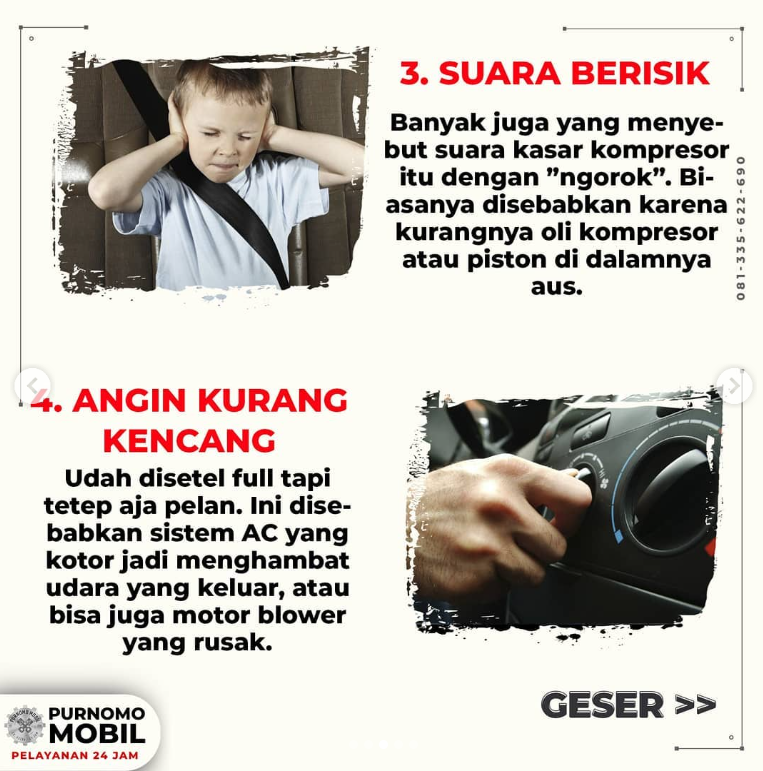 3. SUARA BERISIK
Banyak juga yang menye-
but suara kasar kompresor
itu dengan ”ngorok”. Bi-
asanya disebabkan karena
kurangnya oli kompresor
atau piston di dalamnya
aus.
081-335-622-690
4. ANGIN KURANG
KENCANG
Udah disetel full tapi
tetep aja pelan. Ini dise-
babkan sistem AC yang
kotor jadi menghambat
udara yang keluar, atau
bisa juga motor blower
yang rusak.
GESER >>
PURNOMO
MOBIL
PELAYANAN 24 JAM